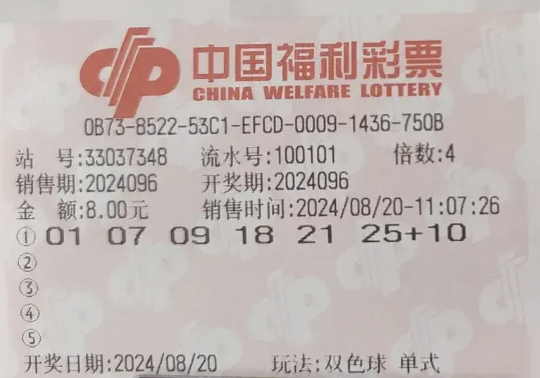 中国福利彩票
CHINA WELFARE LOTTERY
0B73-8522-53C1-EFCD-0009-1436-750B
站 号:33037348 流水号:100101 倍数:4
销售期:2024096 开奖期:2024096
金 额:8.00元 销售时间:2024/08/20-11:07:26
① 01 07 09 18 21 25+10
②
③
④
⑤
开奖日期:2024/08/20 玩法:双色球 单式